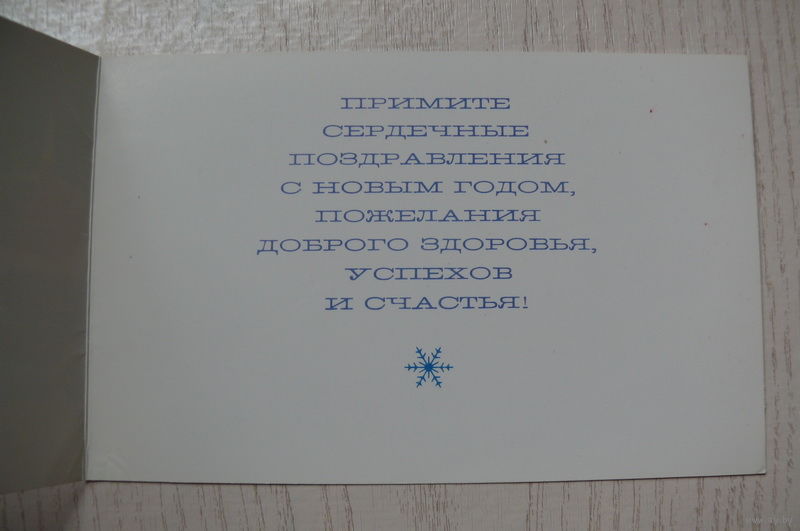 ПРИМИТЕ
СЕРДЕЧНЫЕ
ПОЗДРАВЛЕНИЯ
С НОВЫМ ГОДОМ,
ПОЖЕЛАНИЯ
ДОБРОГО ЗДОРОВЬЯ,
УСПЕХОВ
И СЧАСТЬЯ!